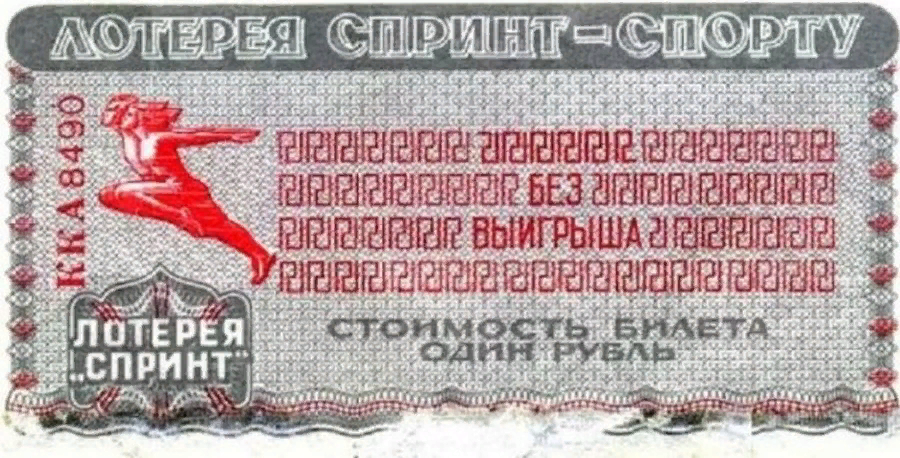 ЛОТЕРЕЯ СПРИНТ-СПОРТУ
ККА 8490
БЕЗ
ВЫИГРЫША
ЛОТЕРЕЯ
„СПРИНТ"
СТОИМОСТЬ БИЛЕТА
ОДИН РУБЛЬ